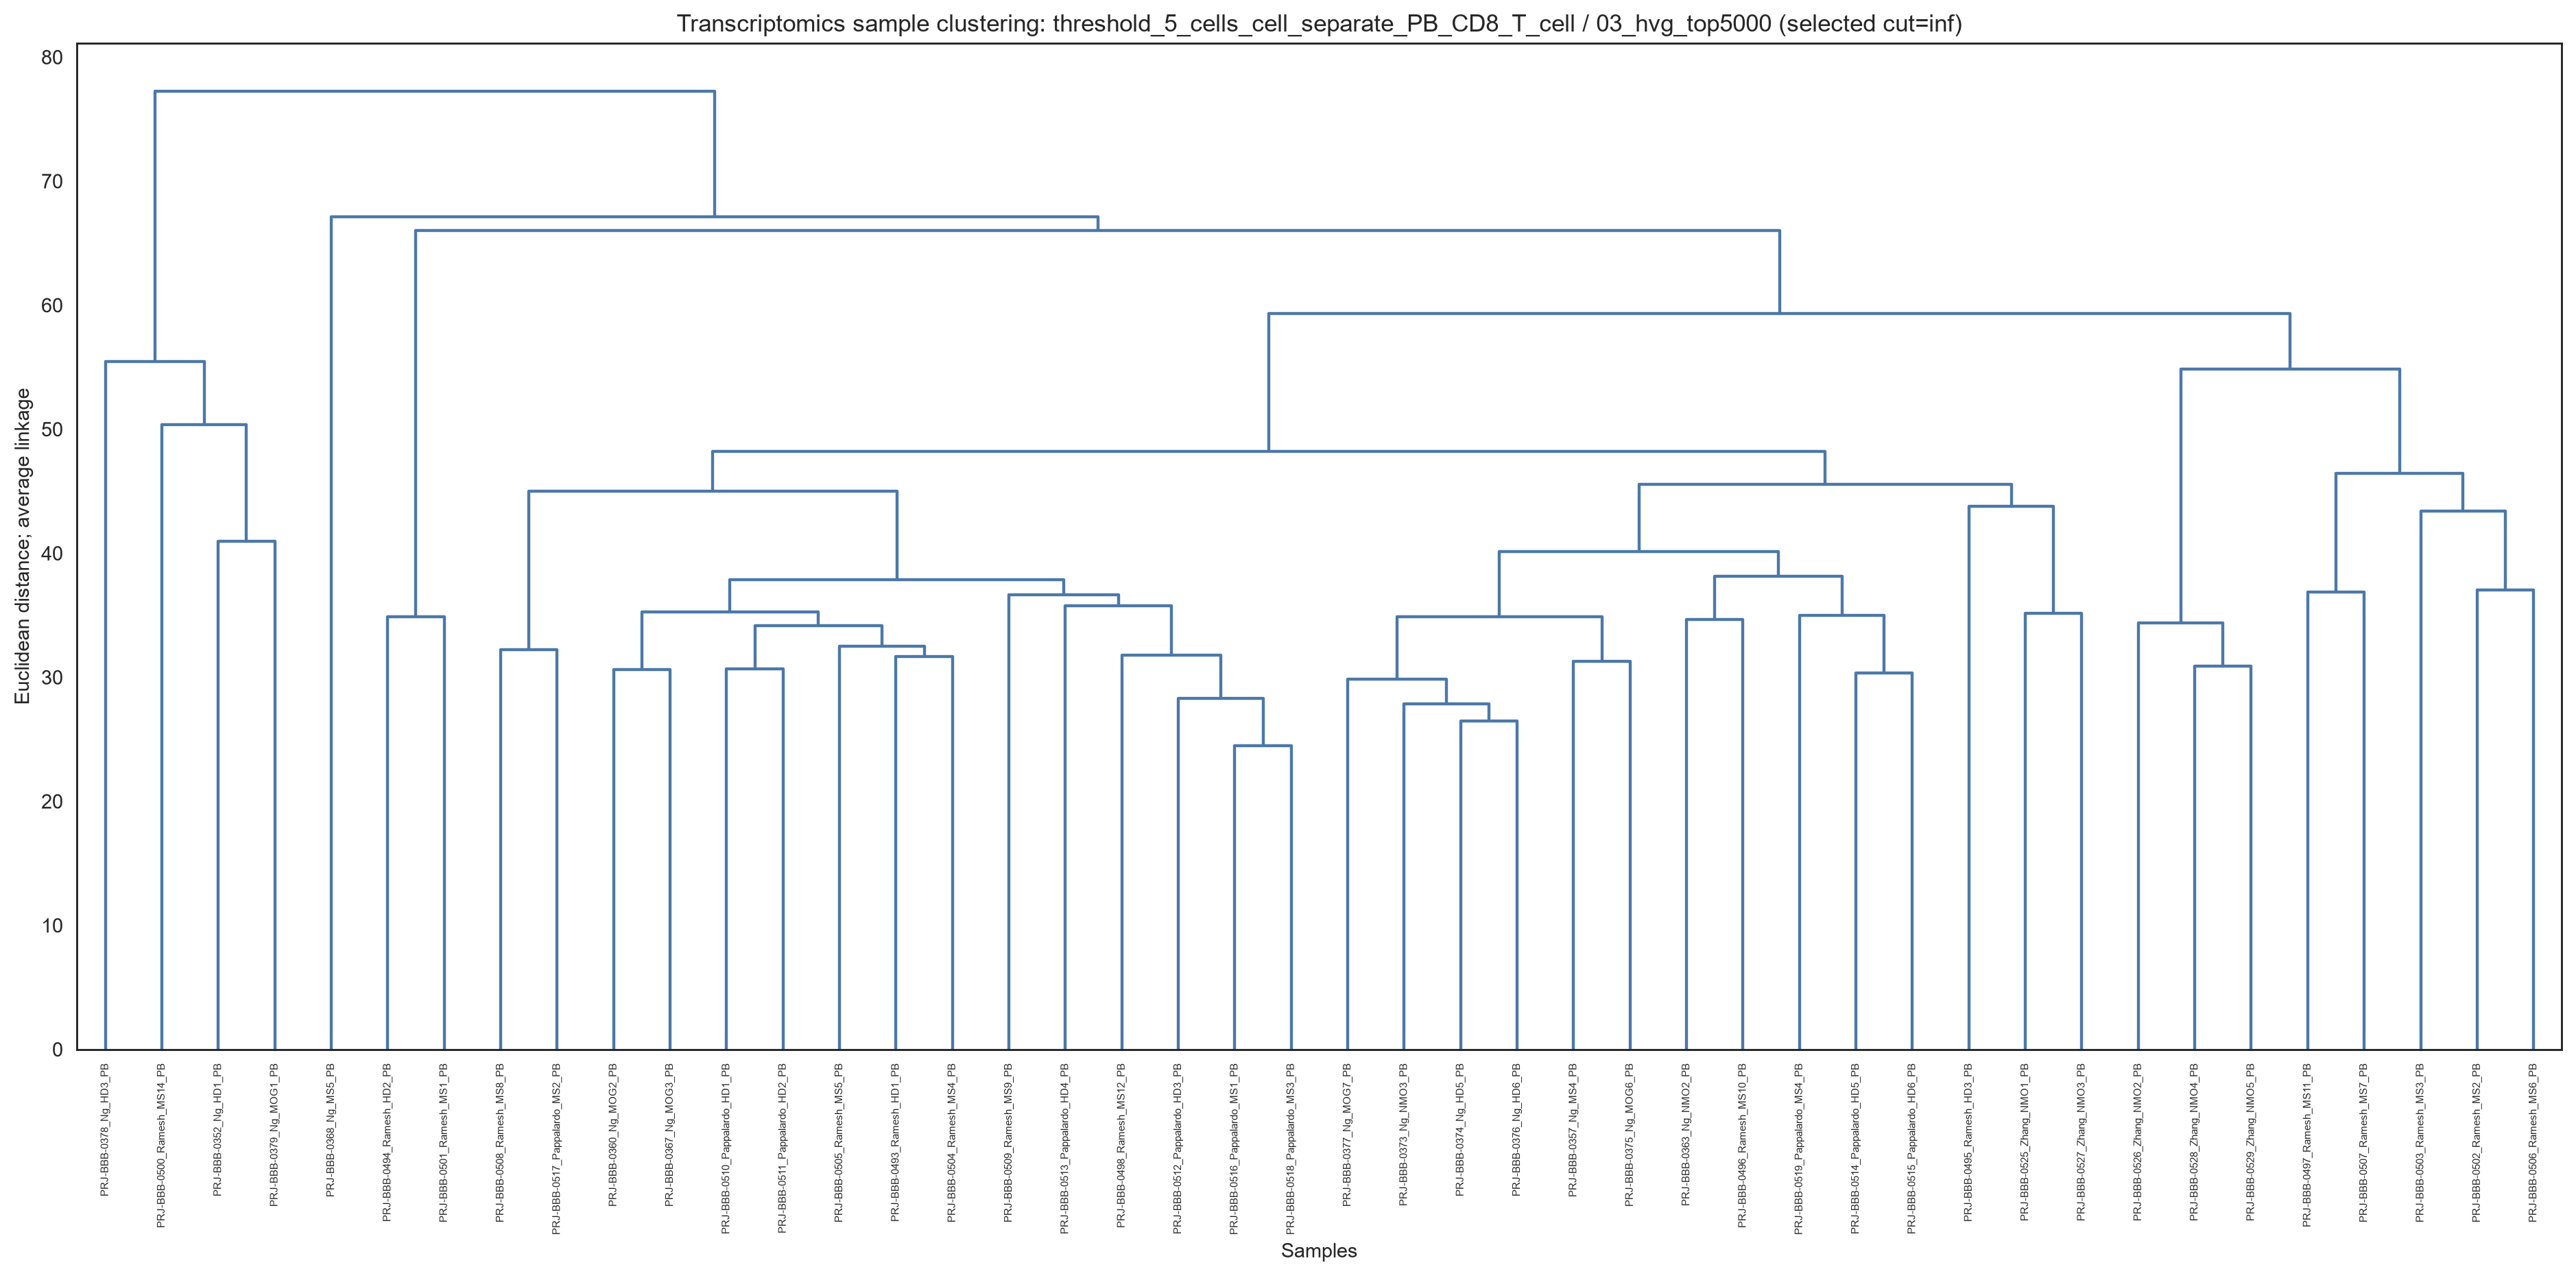 Transcriptomics sample clustering: threshold_5_cells_cell_separate_PB_CD8_T_cell / 03_hvg_top5000 (selected cut=inf)
80
70
60
50
40
30
20
10
0
Euclidean distance; average linkage
PRJ-BBB-0378_Ng_HD3_PB
PRJ-BBB-0500_Ramesh_MS14_PB
PRJ-BBB-0352_Ng_HD1_PB
PRJ-BBB-0379_Ng_MOG1_PB
PRJ-BBB-0368_Ng_MS5_PB
PRJ-BBB-0494_Ramesh_HD2_PB
PRJ-BBB-0501_Ramesh_MS1_PB
PRJ-BBB-0508_Ramesh_MS8_PB
PRJ-BBB-0517_Pappalardo_MS2_PB
PRJ-BBB-0360_Ng_MOG2_PB
PRJ-BBB-0367_Ng_MOG3_PB
PRJ-BBB-0510_Pappalardo_HD1_PB
PRJ-BBB-0511_Pappalardo_HD2_PB
PRJ-BBB-0505_Ramesh_MS5_PB
PRJ-BBB-0493_Ramesh_HD1_PB
PRJ-BBB-0504_Ramesh_MS4_PB
PRJ-BBB-0509_Ramesh_MS9_PB
PRJ-BBB-0513_Pappalardo_HD4_PB
PRJ-BBB-0498_Ramesh_MS12_PB
PRJ-BBB-0512_Pappalardo_HD3_PB
PRJ-BBB-0516_Pappalardo_MS1_PB
PRJ-BBB-0518_Pappalardo_MS3_PB
PRJ-BBB-0377_Ng_MOG7_PB
PRJ-BBB-0373_Ng_NMO3_PB
PRJ-BBB-0374_Ng_HD5_PB
PRJ-BBB-0376_Ng_HD6_PB
PRJ-BBB-0357_Ng_MS4_PB
PRJ-BBB-0375_Ng_MOG6_PB
PRJ-BBB-0363_Ng_NMO2_PB
PRJ-BBB-0496_Ramesh_MS10_PB
PRJ-BBB-0519_Pappalardo_MS4_PB
PRJ-BBB-0514_Pappalardo_HD5_PB
PRJ-BBB-0515_Pappalardo_HD6_PB
PRJ-BBB-0495_Ramesh_HD3_PB
PRJ-BBB-0525_Zhang_NMO1_PB
PRJ-BBB-0527_Zhang_NMO3_PB
PRJ-BBB-0526_Zhang_NMO2_PB
PRJ-BBB-0528_Zhang_NMO4_PB
PRJ-BBB-0529_Zhang_NMO5_PB
PRJ-BBB-0497_Ramesh_MS11_PB
PRJ-BBB-0507_Ramesh_MS7_PB
PRJ-BBB-0503_Ramesh_MS3_PB
PRJ-BBB-0502_Ramesh_MS2_PB
PRJ-BBB-0506_Ramesh_MS6_PB
Samples